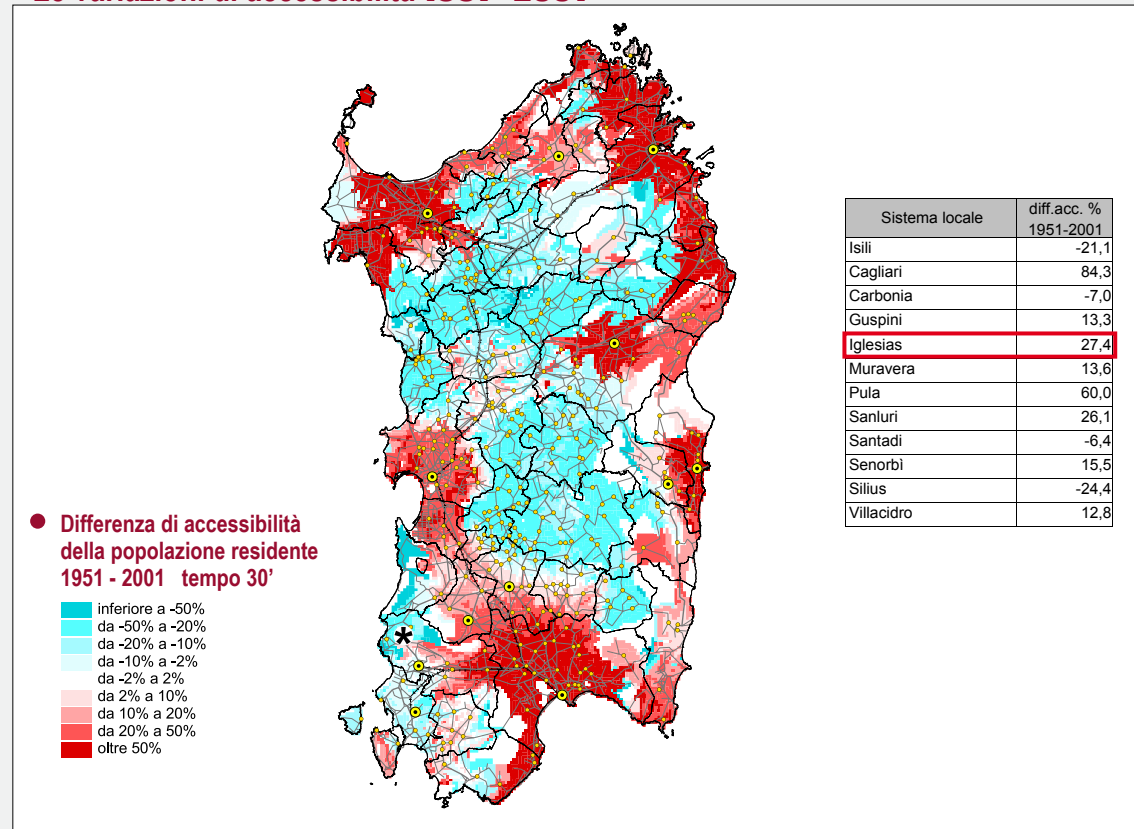 Sistema locale diff.acc. % 1951-2001
Isili -21,1
Cagliari 84,3
Carbonia -7,0
Guspini 13,3
Iglesias 27,4
Muravera 13,6
Pula 60,0
Sanluri 26,1
Santadi -6,4
Senorbì 15,5
Silius -24,4
Villacidro 12,8
*
Differenza di accessibilità
della popolazione residente
1951 - 2001 tempo 30'
inferiore a -50%
da -50% a -20%
da -20% a -10%
da -10% a -2%
da -2% a 2%
da 2% a 10%
da 10% a 20%
da 20% a 50%
oltre 50%